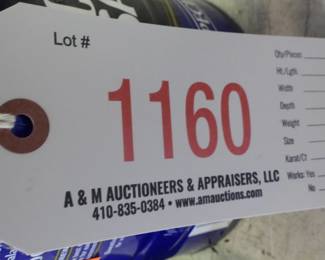 Lot #
1160
A & M AUCTIONEERS & APPRAISERS, LLC
410-835-0384 • www.amauctions.com
Qty/Pieces:
Ht./Lgth
Width
Depth
Weight
Size
Karat/Ct
Works: Yes
No